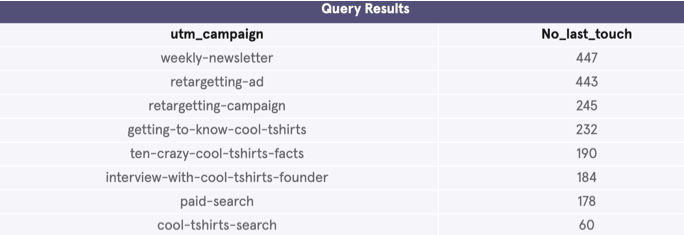 Query Results
utm_campaign No_last_touch
weekly-newsletter 447
retargetting-ad 443
retargetting-campaign 245
getting-to-know-cool-tshirts 232
ten-crazy-cool-tshirts-facts 190
interview-with-cool-tshirts-founder 184
paid-search 178
cool-tshirts-search 60